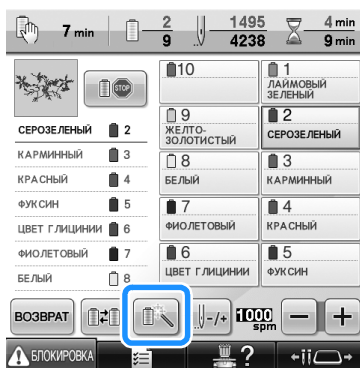 7 min
2
9
1495
4238
4 min
9 min
STOP
СЕРОЗЕЛЕНЫЙ 2
КАРМИННЫЙ 3
КРАСНЫЙ 4
ФУКСИН 5
ЦВЕТ ГЛИЦИНИИ 6
ФИОЛЕТОВЫЙ 7
БЕЛЫЙ 8
10
1
ЛАЙМОВЫЙ
ЗЕЛЕНЫЙ
9
ЖЕЛТО-
ЗОЛОТИСТЫЙ
2
СЕРОЗЕЛЕНЫЙ
8
БЕЛЫЙ
3
КАРМИННЫЙ
7
ФИОЛЕТОВЫЙ
4
КРАСНЫЙ
6
ЦВЕТ ГЛИЦИНИИ
5
ФУКСИН
ВОЗВРАТ
-/+
1000
spm
- +
БЛОКИРОВКА
?